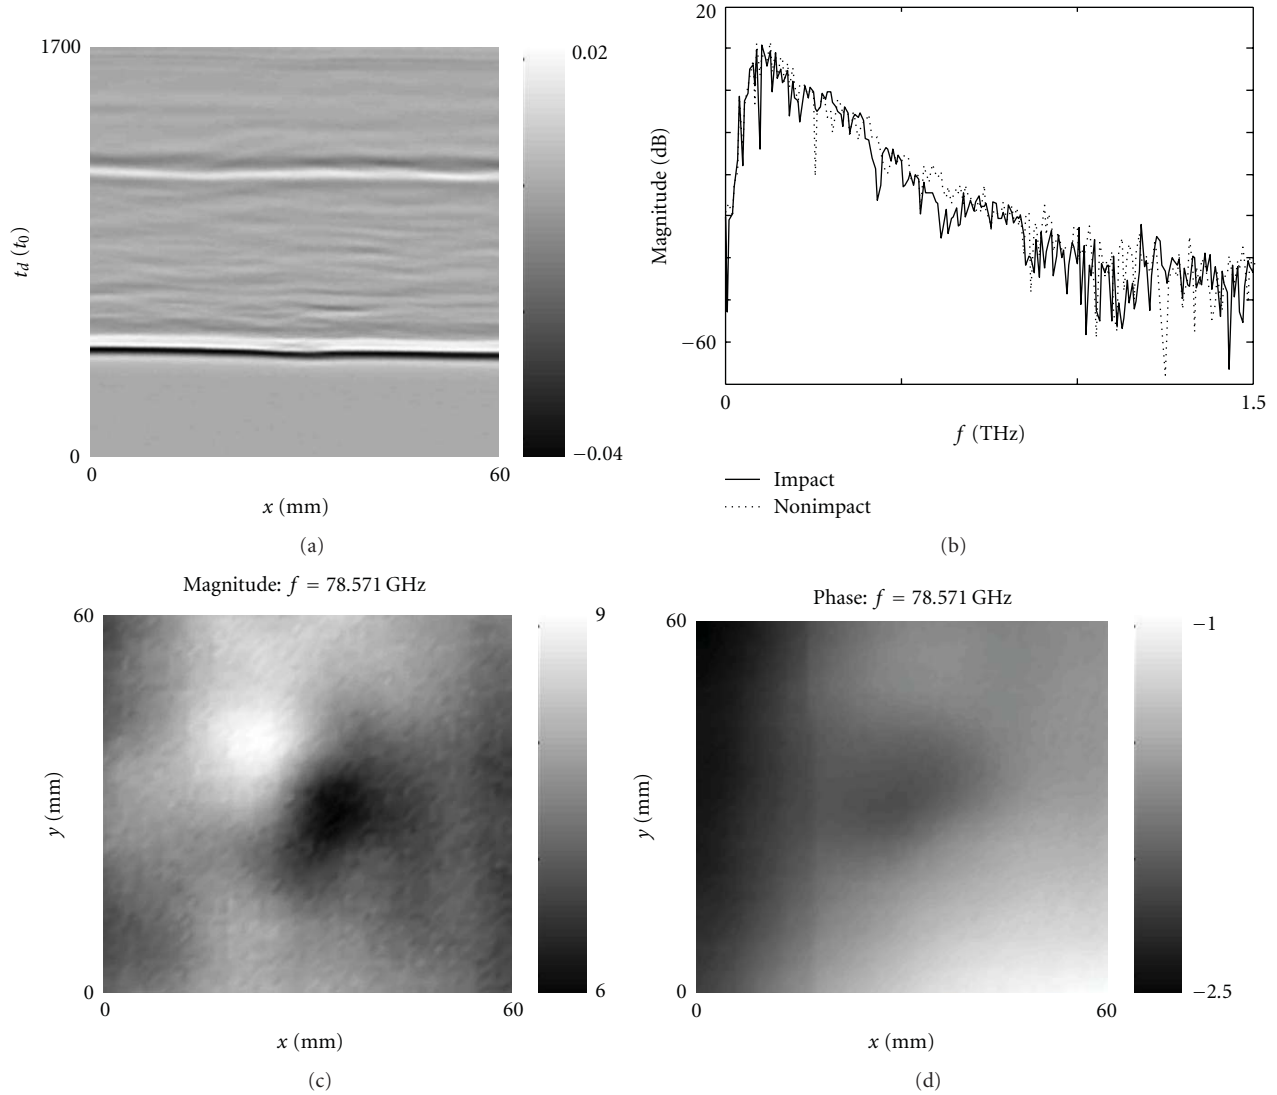 1700
t_d (t_0)
0
0
60
x (mm)
0.02
−0.04
(a)
20
Magnitude (dB)
−60
0
1.5
f (THz)
Impact
Nonimpact
(b)
Magnitude: f = 78.571 GHz
60
y (mm)
0
0
60
x (mm)
9
6
(c)
Phase: f = 78.571 GHz
60
y (mm)
0
0
60
x (mm)
−1
−2.5
(d)